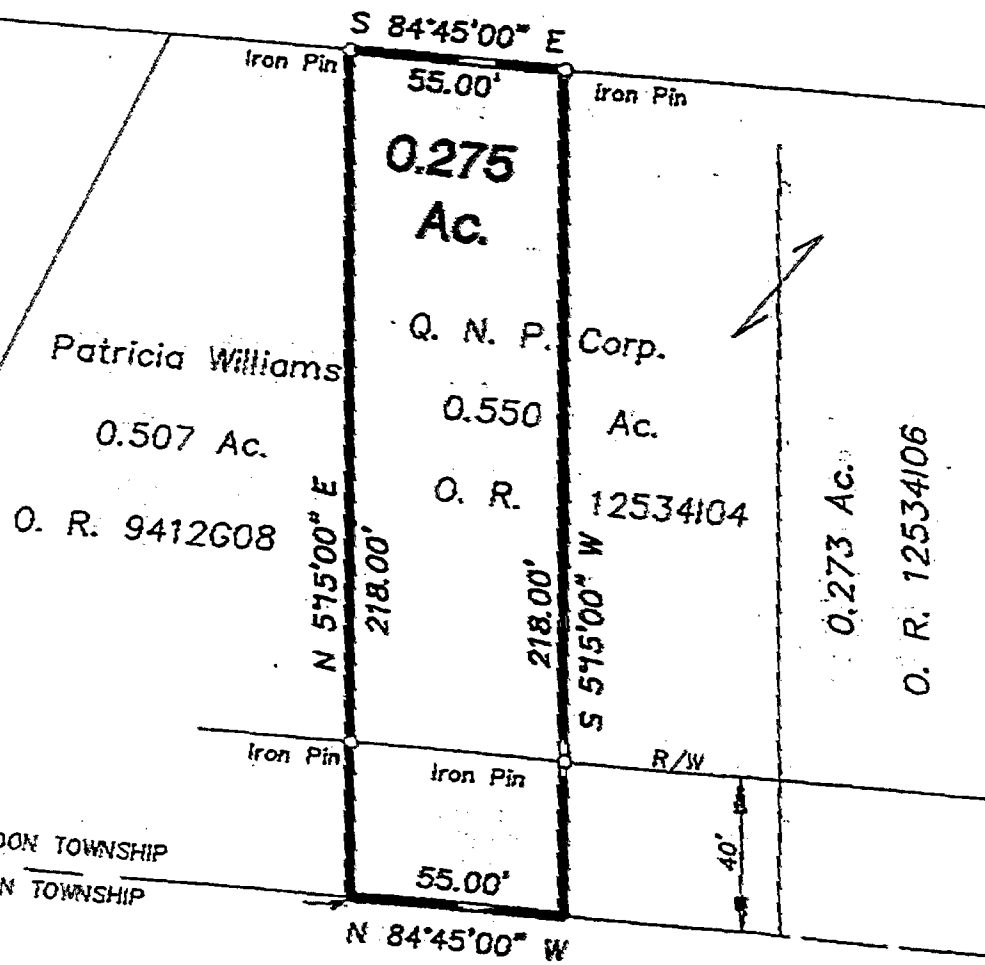 S 84°45'00" E
Iron Pin
55.00'
Iron Pin
0.275
Ac.
Q. N. P. Corp.
Patricia Williams
0.550 Ac.
0.507 Ac.
O. R. 12534I04
O. R. 9412G08
N 5°15'00" E
218.00'
218.00'
S 5°15'00" W
0.273 Ac.
O. R. 12534I06
Iron Pin
Iron Pin
R/W
40'
DON TOWNSHIP
N TOWNSHIP
55.00'
N 84°45'00" W